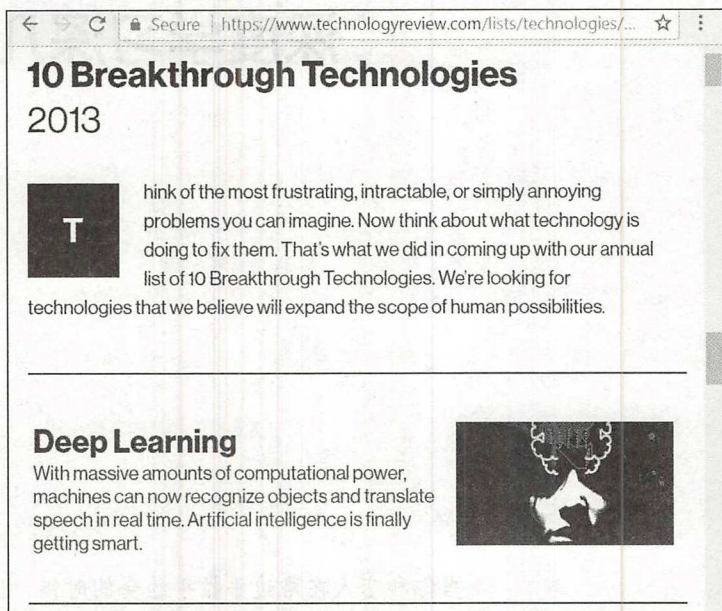 Secure https://www.technologyreview.com/lists/technologies/...
10 Breakthrough Technologies
2013
Think of the most frustrating, intractable, or simply annoying
problems you can imagine. Now think about what technology is
doing to fix them. That's what we did in coming up with our annual
list of 10 Breakthrough Technologies. We're looking for
technologies that we believe will expand the scope of human possibilities.
Deep Learning
With massive amounts of computational power,
machines can now recognize objects and translate
speech in real time. Artificial intelligence is finally
getting smart.